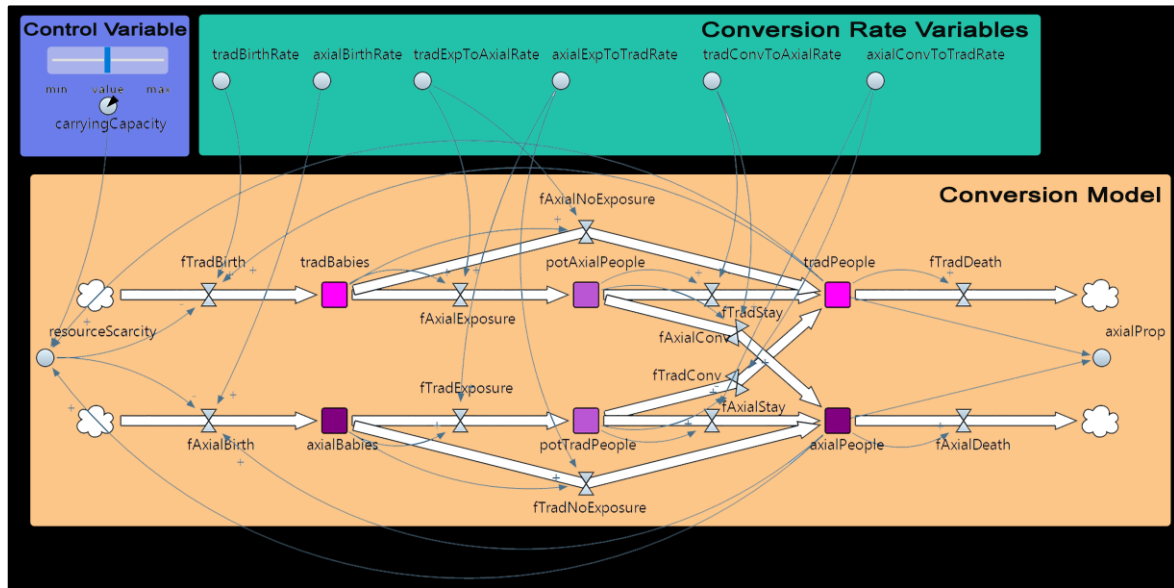 Control Variable
min value max
carryingCapacity
Conversion Rate Variables
tradBirthRate axialBirthRate tradExpToAxialRate axialExpToTradRate tradConvToAxialRate axialConvToTradRate
Conversion Model
fAxialNoExposure
fTradBirth tradBabies potAxialPeople tradPeople fTradDeath
fAxialExposure fTradStay
resourceScarcity fAxialConv axialProp
fTradExposure fTradConv
fAxialStay
fAxialBirth axialBabies potTradPeople axialPeople fAxialDeath
fTradNoExposure